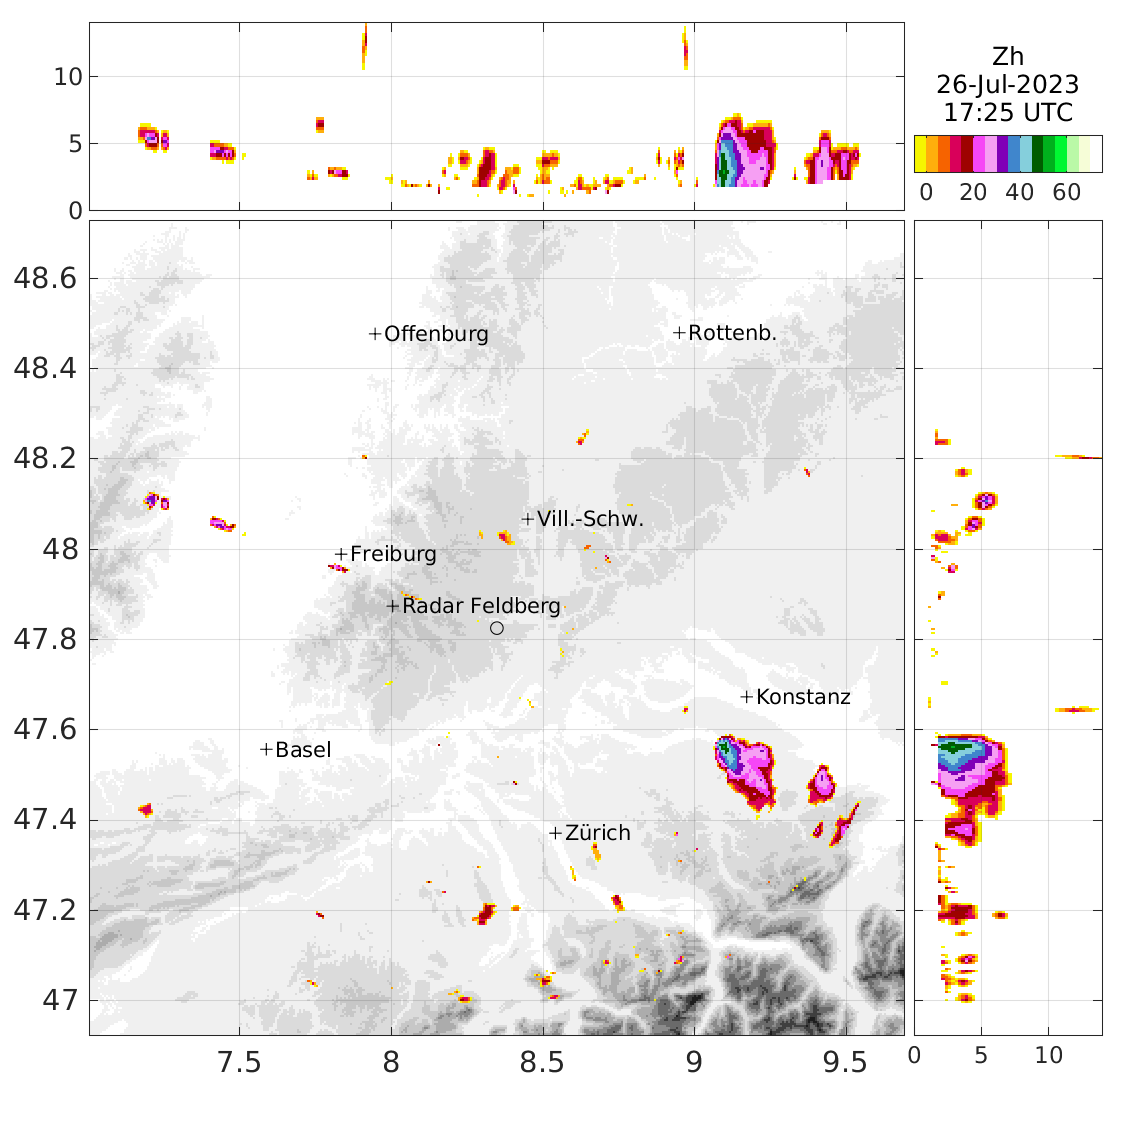 Zh
26-Jul-2023
17:25 UTC
0 20 40 60
10
5
0
48.6
48.4
48.2
48
47.8
47.6
47.4
47.2
47
Offenburg
Rottenb.
Vill.-Schw.
Freiburg
Radar Feldberg
Konstanz
Basel
Zürich
7.5 8 8.5 9 9.5
0 5 10